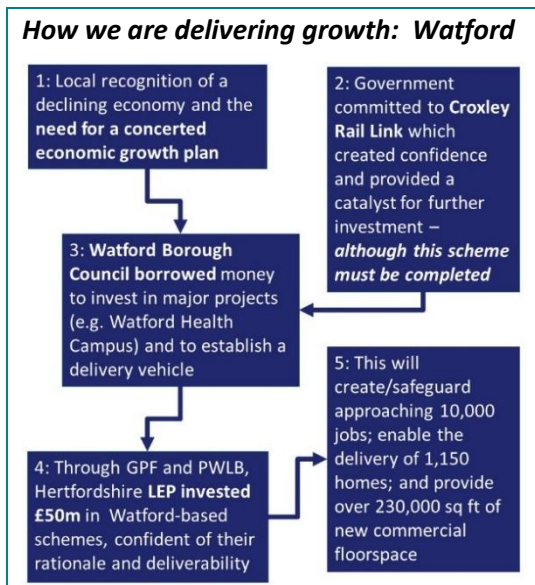 How we are delivering growth: Watford
1: Local recognition of a
declining economy and the
need for a concerted
economic growth plan
2: Government
committed to Croxley
Rail Link which
created confidence
and provided a
catalyst for further
investment –
although this scheme
must be completed
3: Watford Borough
Council borrowed money
to invest in major projects
(e.g. Watford Health
Campus) and to establish a
delivery vehicle
4: Through GPF and PWLB,
Hertfordshire LEP invested
£50m in Watford-based
schemes, confident of their
rationale and deliverability
5: This will
create/safeguard
approaching 10,000
jobs; enable the
delivery of 1,150
homes; and provide
over 230,000 sq ft of
new commercial
floorspace